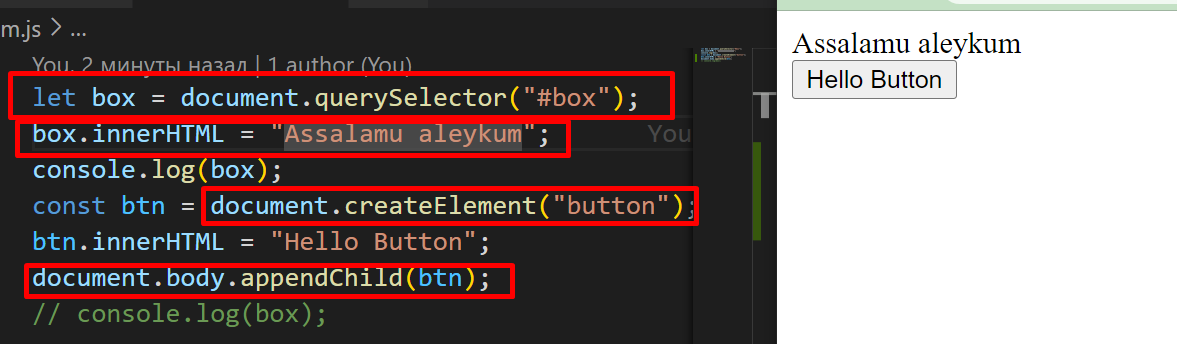 m.js > ...
You, 2 минуты назад | 1 author (You)
let box = document.querySelector("#box");
box.innerHTML = "Assalamu aleykum"; You
console.log(box);
const btn = document.createElement("button");
btn.innerHTML = "Hello Button";
document.body.appendChild(btn);
// console.log(box);
Assalamu aleykum
Hello Button